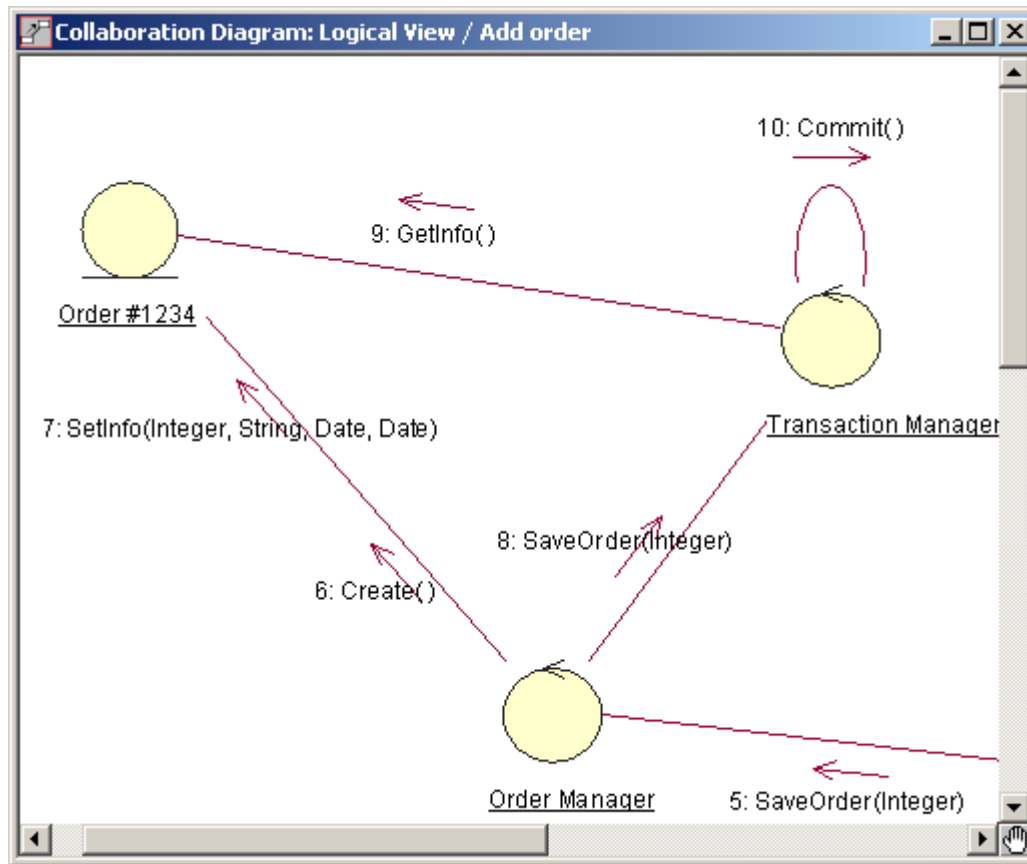 Collaboration Diagram: Logical View / Add order
10: Commit( )
9: GetInfo( )
Order #1234
7: SetInfo(Integer, String, Date, Date)
Transaction Manager
8: SaveOrder(Integer)
6: Create( )
Order Manager
5: SaveOrder(Integer)